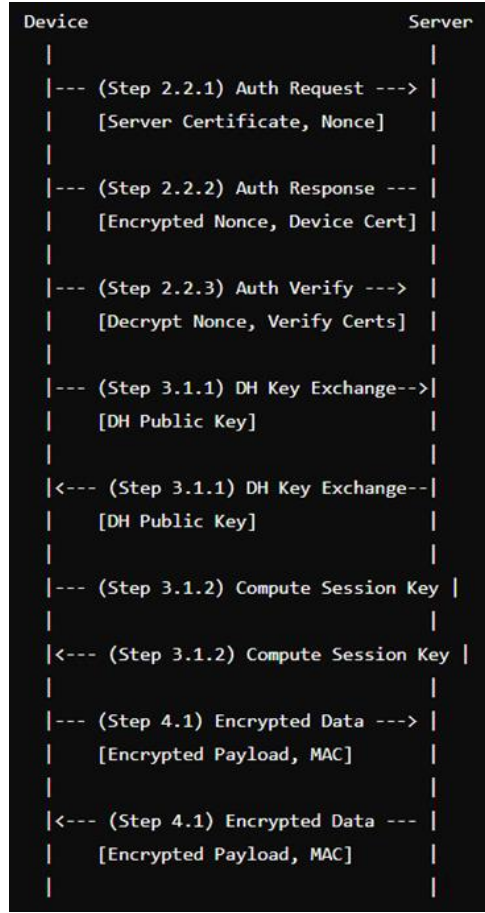 Device                                Server
  |                                     |
  |--- (Step 2.2.1) Auth Request ---> |
  |    [Server Certificate, Nonce]    |
  |                                     |
  |--- (Step 2.2.2) Auth Response --- |
  |    [Encrypted Nonce, Device Cert] |
  |                                     |
  |--- (Step 2.2.3) Auth Verify --->  |
  |    [Decrypt Nonce, Verify Certs]  |
  |                                     |
  |--- (Step 3.1.1) DH Key Exchange-->|
  |    [DH Public Key]                |
  |                                     |
  |<--- (Step 3.1.1) DH Key Exchange--|
  |    [DH Public Key]                |
  |                                     |
  |--- (Step 3.1.2) Compute Session Key |
  |                                     |
  |<--- (Step 3.1.2) Compute Session Key |
  |                                     |
  |--- (Step 4.1) Encrypted Data ---> |
  |    [Encrypted Payload, MAC]       |
  |                                     |
  |<--- (Step 4.1) Encrypted Data --- |
  |    [Encrypted Payload, MAC]       |
  |                                     |